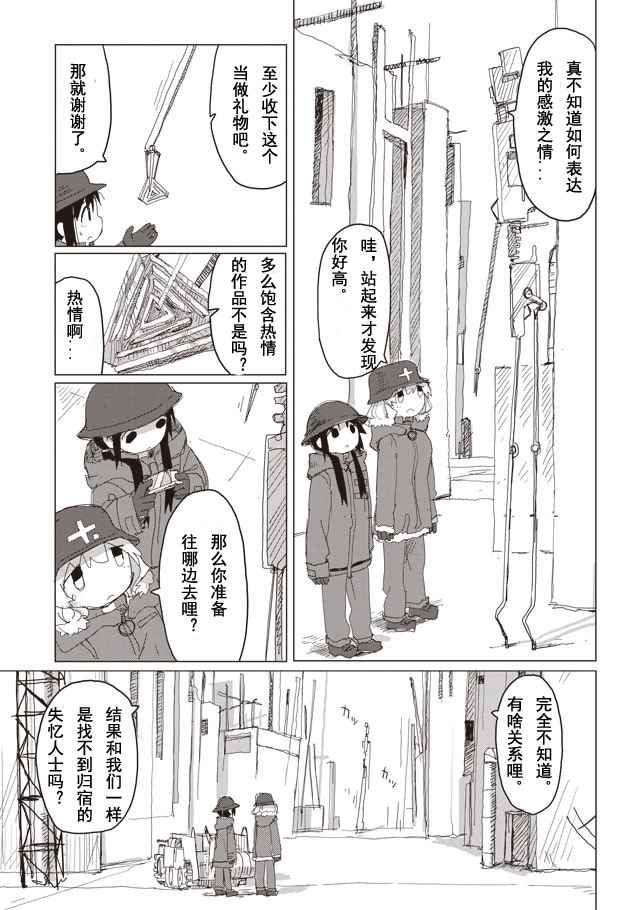 真不知道如何表达
我的感激之情...
哇，站起来才发现
你好高。
至少收下这个
当做礼物吧。
那就谢谢了。
多么饱含热情
的作品不是吗？
热情啊...
那么你准备
往哪边去哩？
完全不知道。
有啥关系哩。
ガッ
ガッ
结果和我们一样
是找不到归宿的
失忆人士吗？